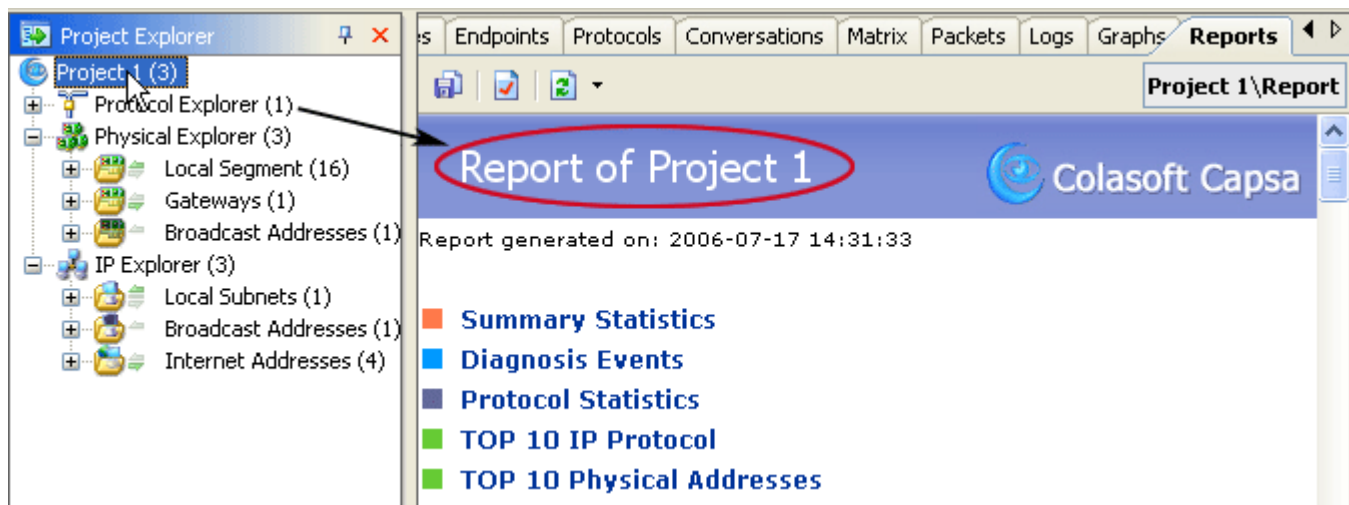 Project Explorer
Project 1 (3)
Protocol Explorer (1)
Physical Explorer (3)
Local Segment (16)
Gateways (1)
Broadcast Addresses (1)
IP Explorer (3)
Local Subnets (1)
Broadcast Addresses (1)
Internet Addresses (4)
Endpoints Protocols Conversations Matrix Packets Logs Graphs Reports
Project 1\Report
Report of Project 1
Colasoft Capsa
Report generated on: 2006-07-17 14:31:33
Summary Statistics
Diagnosis Events
Protocol Statistics
TOP 10 IP Protocol
TOP 10 Physical Addresses